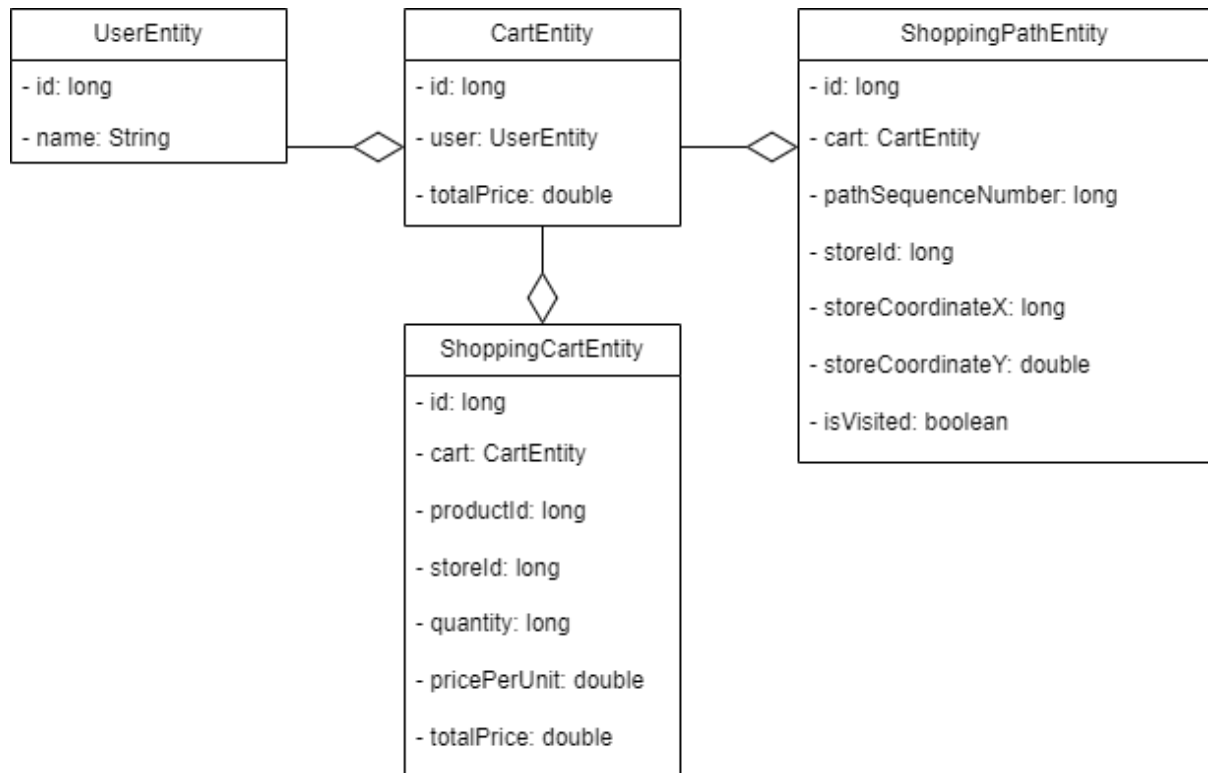 UserEntity
- id: long
- name: String
CartEntity
- id: long
- user: UserEntity
- totalPrice: double
ShoppingPathEntity
- id: long
- cart: CartEntity
- pathSequenceNumber: long
- storeId: long
- storeCoordinateX: long
- storeCoordinateY: double
- isVisited: boolean
ShoppingCartEntity
- id: long
- cart: CartEntity
- productId: long
- storeId: long
- quantity: long
- pricePerUnit: double
- totalPrice: double